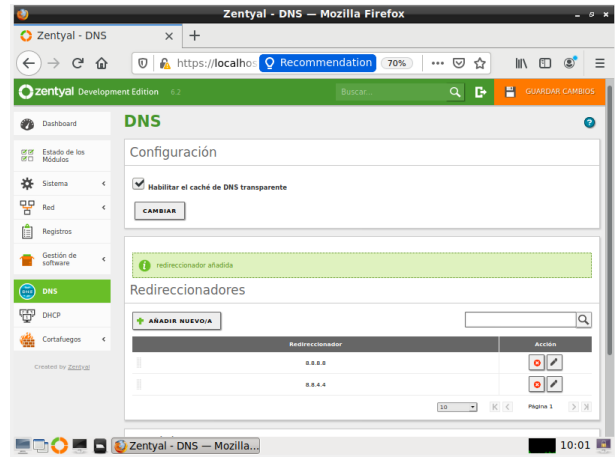 Zentyal - DNS — Mozilla Firefox
Zentyal - DNS
https://localhos
Recommendation
70%
zentyal Development Edition 6.2
Buscar...
GUARDAR CAMBIOS
Dashboard
Estado de los
Módulos
Sistema
Red
Registros
Gestión de
software
DNS
DHCP
Cortafuegos
Created by Zentyal
DNS
Configuración
Habilitar el caché de DNS transparente
CAMBIAR
redireccionador añadida
Redireccionadores
AÑADIR NUEVO/A
Redireccionador Acción
8.8.8.8
8.8.4.4
10
Página 1
Zentyal - DNS — Mozilla...
10:01